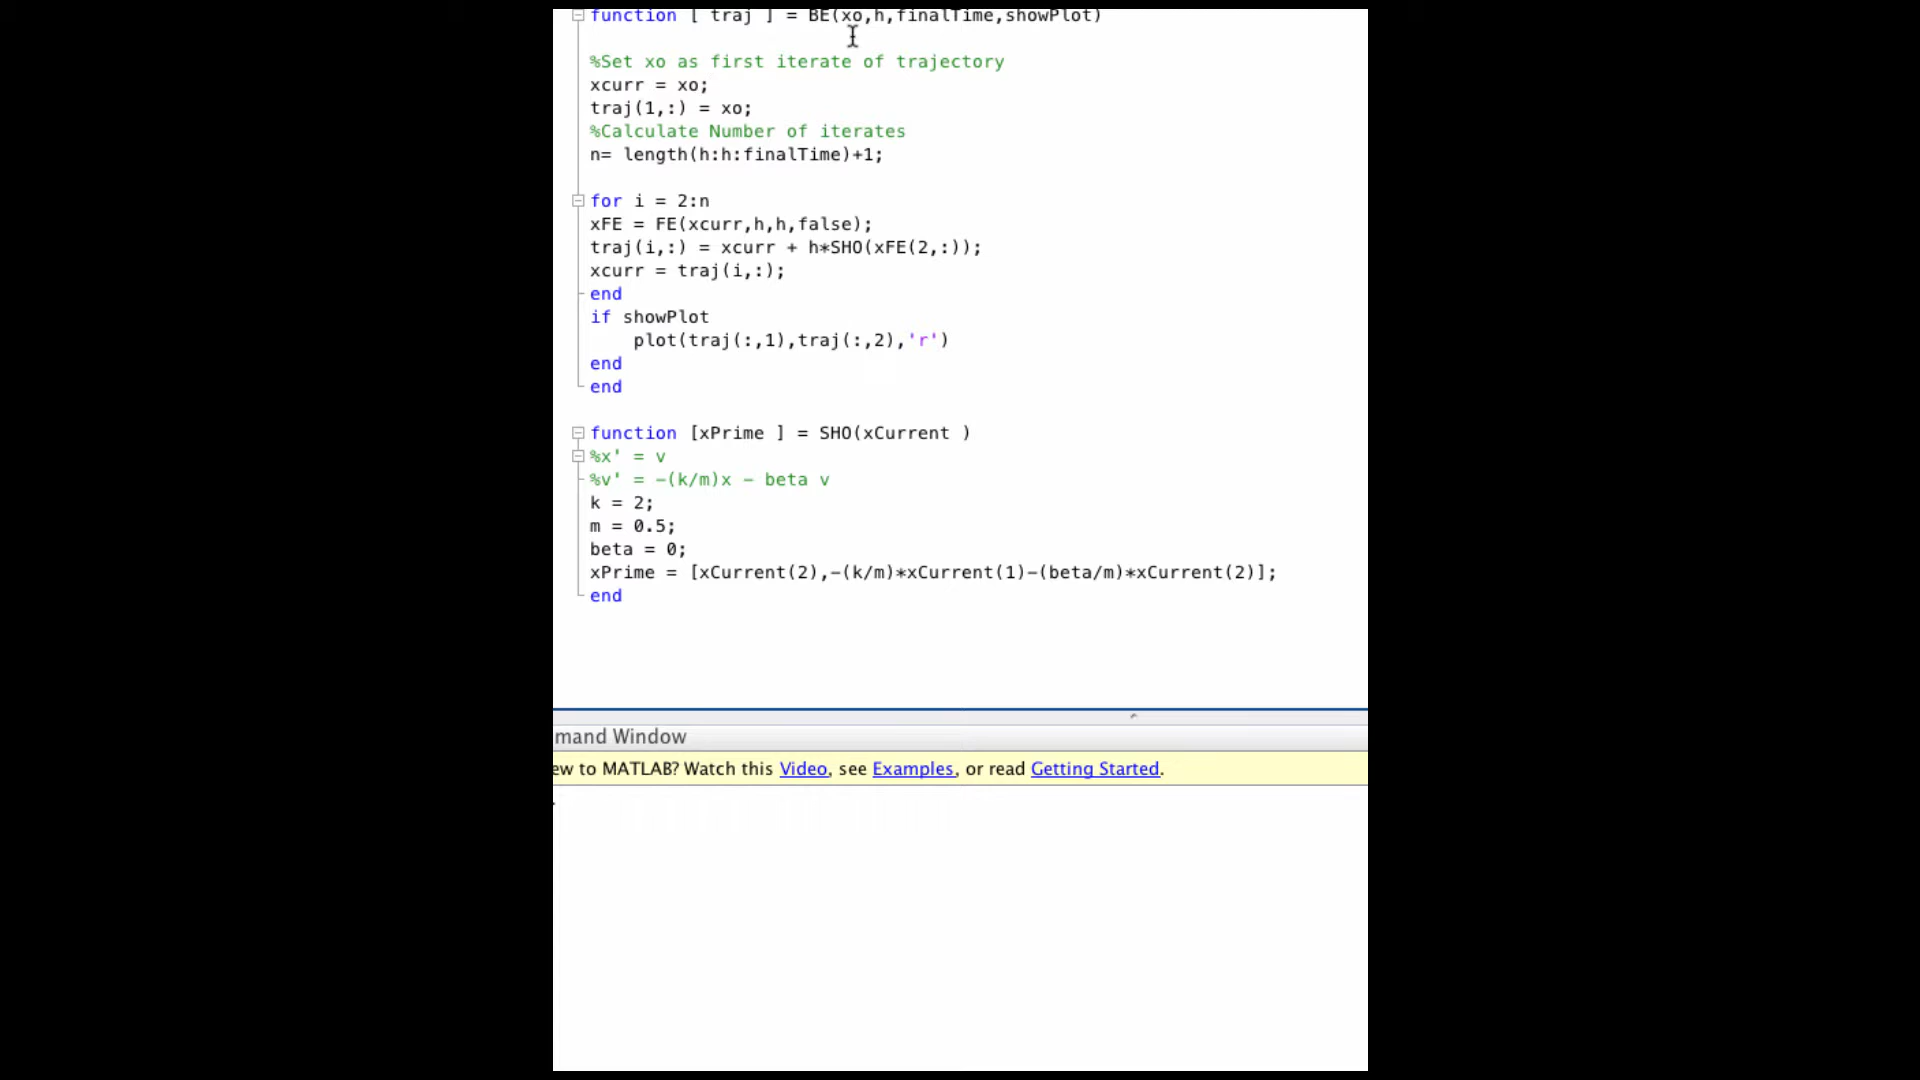 function [ traj ] = BE(xo,h,finalTime,showPlot)
%Set xo as first iterate of trajectory
xcurr = xo;
traj(1,:) = xo;
%Calculate Number of iterates
n= length(h:h:finalTime)+1;
for i = 2:n
xFE = FE(xcurr,h,h,false);
traj(i,:) = xcurr + h*SHO(xFE(2,:));
xcurr = traj(i,:);
end
if showPlot
plot(traj(:,1),traj(:,2),'r')
end
end
function [xPrime ] = SHO(xCurrent )
%x' = v
%v' = -(k/m)x - beta v
k = 2;
m = 0.5;
beta = 0;
xPrime = [xCurrent(2),-(k/m)*xCurrent(1)-(beta/m)*xCurrent(2)];
end
mand Window
ew to MATLAB? Watch this Video, see Examples, or read Getting Started.